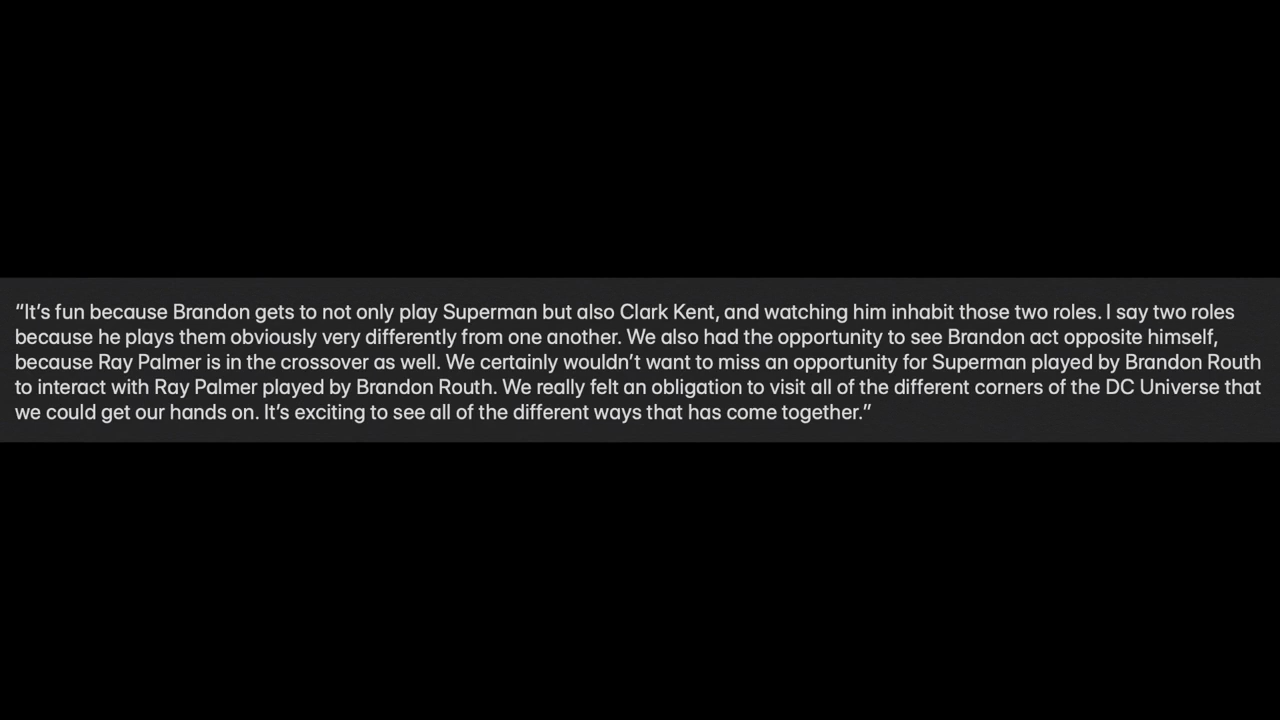 “It’s fun because Brandon gets to not only play Superman but also Clark Kent, and watching him inhabit those two roles. I say two roles
because he plays them obviously very differently from one another. We also had the opportunity to see Brandon act opposite himself,
because Ray Palmer is in the crossover as well. We certainly wouldn’t want to miss an opportunity for Superman played by Brandon Routh
to interact with Ray Palmer played by Brandon Routh. We really felt an obligation to visit all of the different corners of the DC Universe that
we could get our hands on. It’s exciting to see all of the different ways that has come together.”